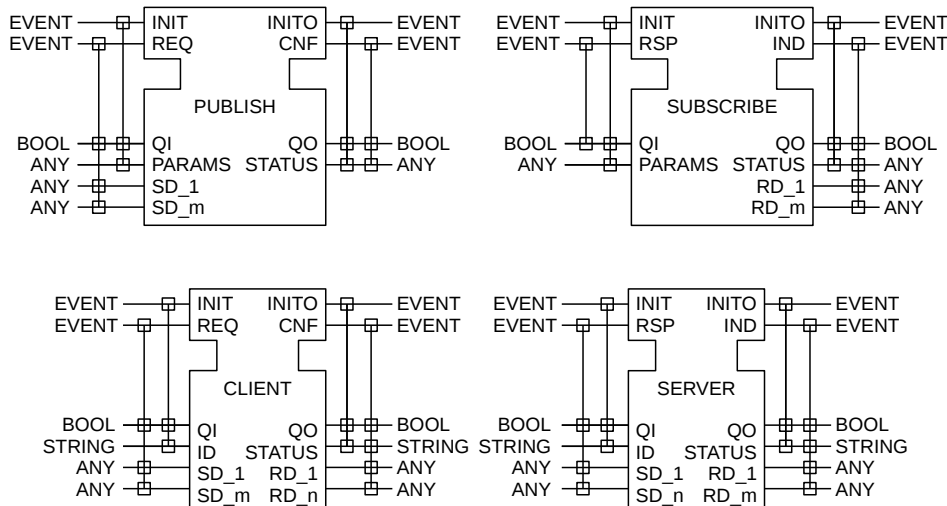 EVENT INIT INITO EVENT
EVENT REQ CNF EVENT
PUBLISH
BOOL QI QO BOOL
ANY PARAMS STATUS ANY
ANY SD_1
ANY SD_m
EVENT INIT INITO EVENT
EVENT RSP IND EVENT
SUBSCRIBE
BOOL QI QO BOOL
ANY PARAMS STATUS ANY
RD_1 ANY
RD_m ANY
EVENT INIT INITO EVENT
EVENT REQ CNF EVENT
CLIENT
BOOL QI QO BOOL
STRING ID STATUS STRING
ANY SD_1 RD_1 ANY
ANY SD_m RD_n ANY
EVENT INIT INITO EVENT
EVENT RSP IND EVENT
SERVER
BOOL QI QO BOOL
STRING ID STATUS STRING
ANY SD_1 RD_1 ANY
ANY SD_n RD_m ANY